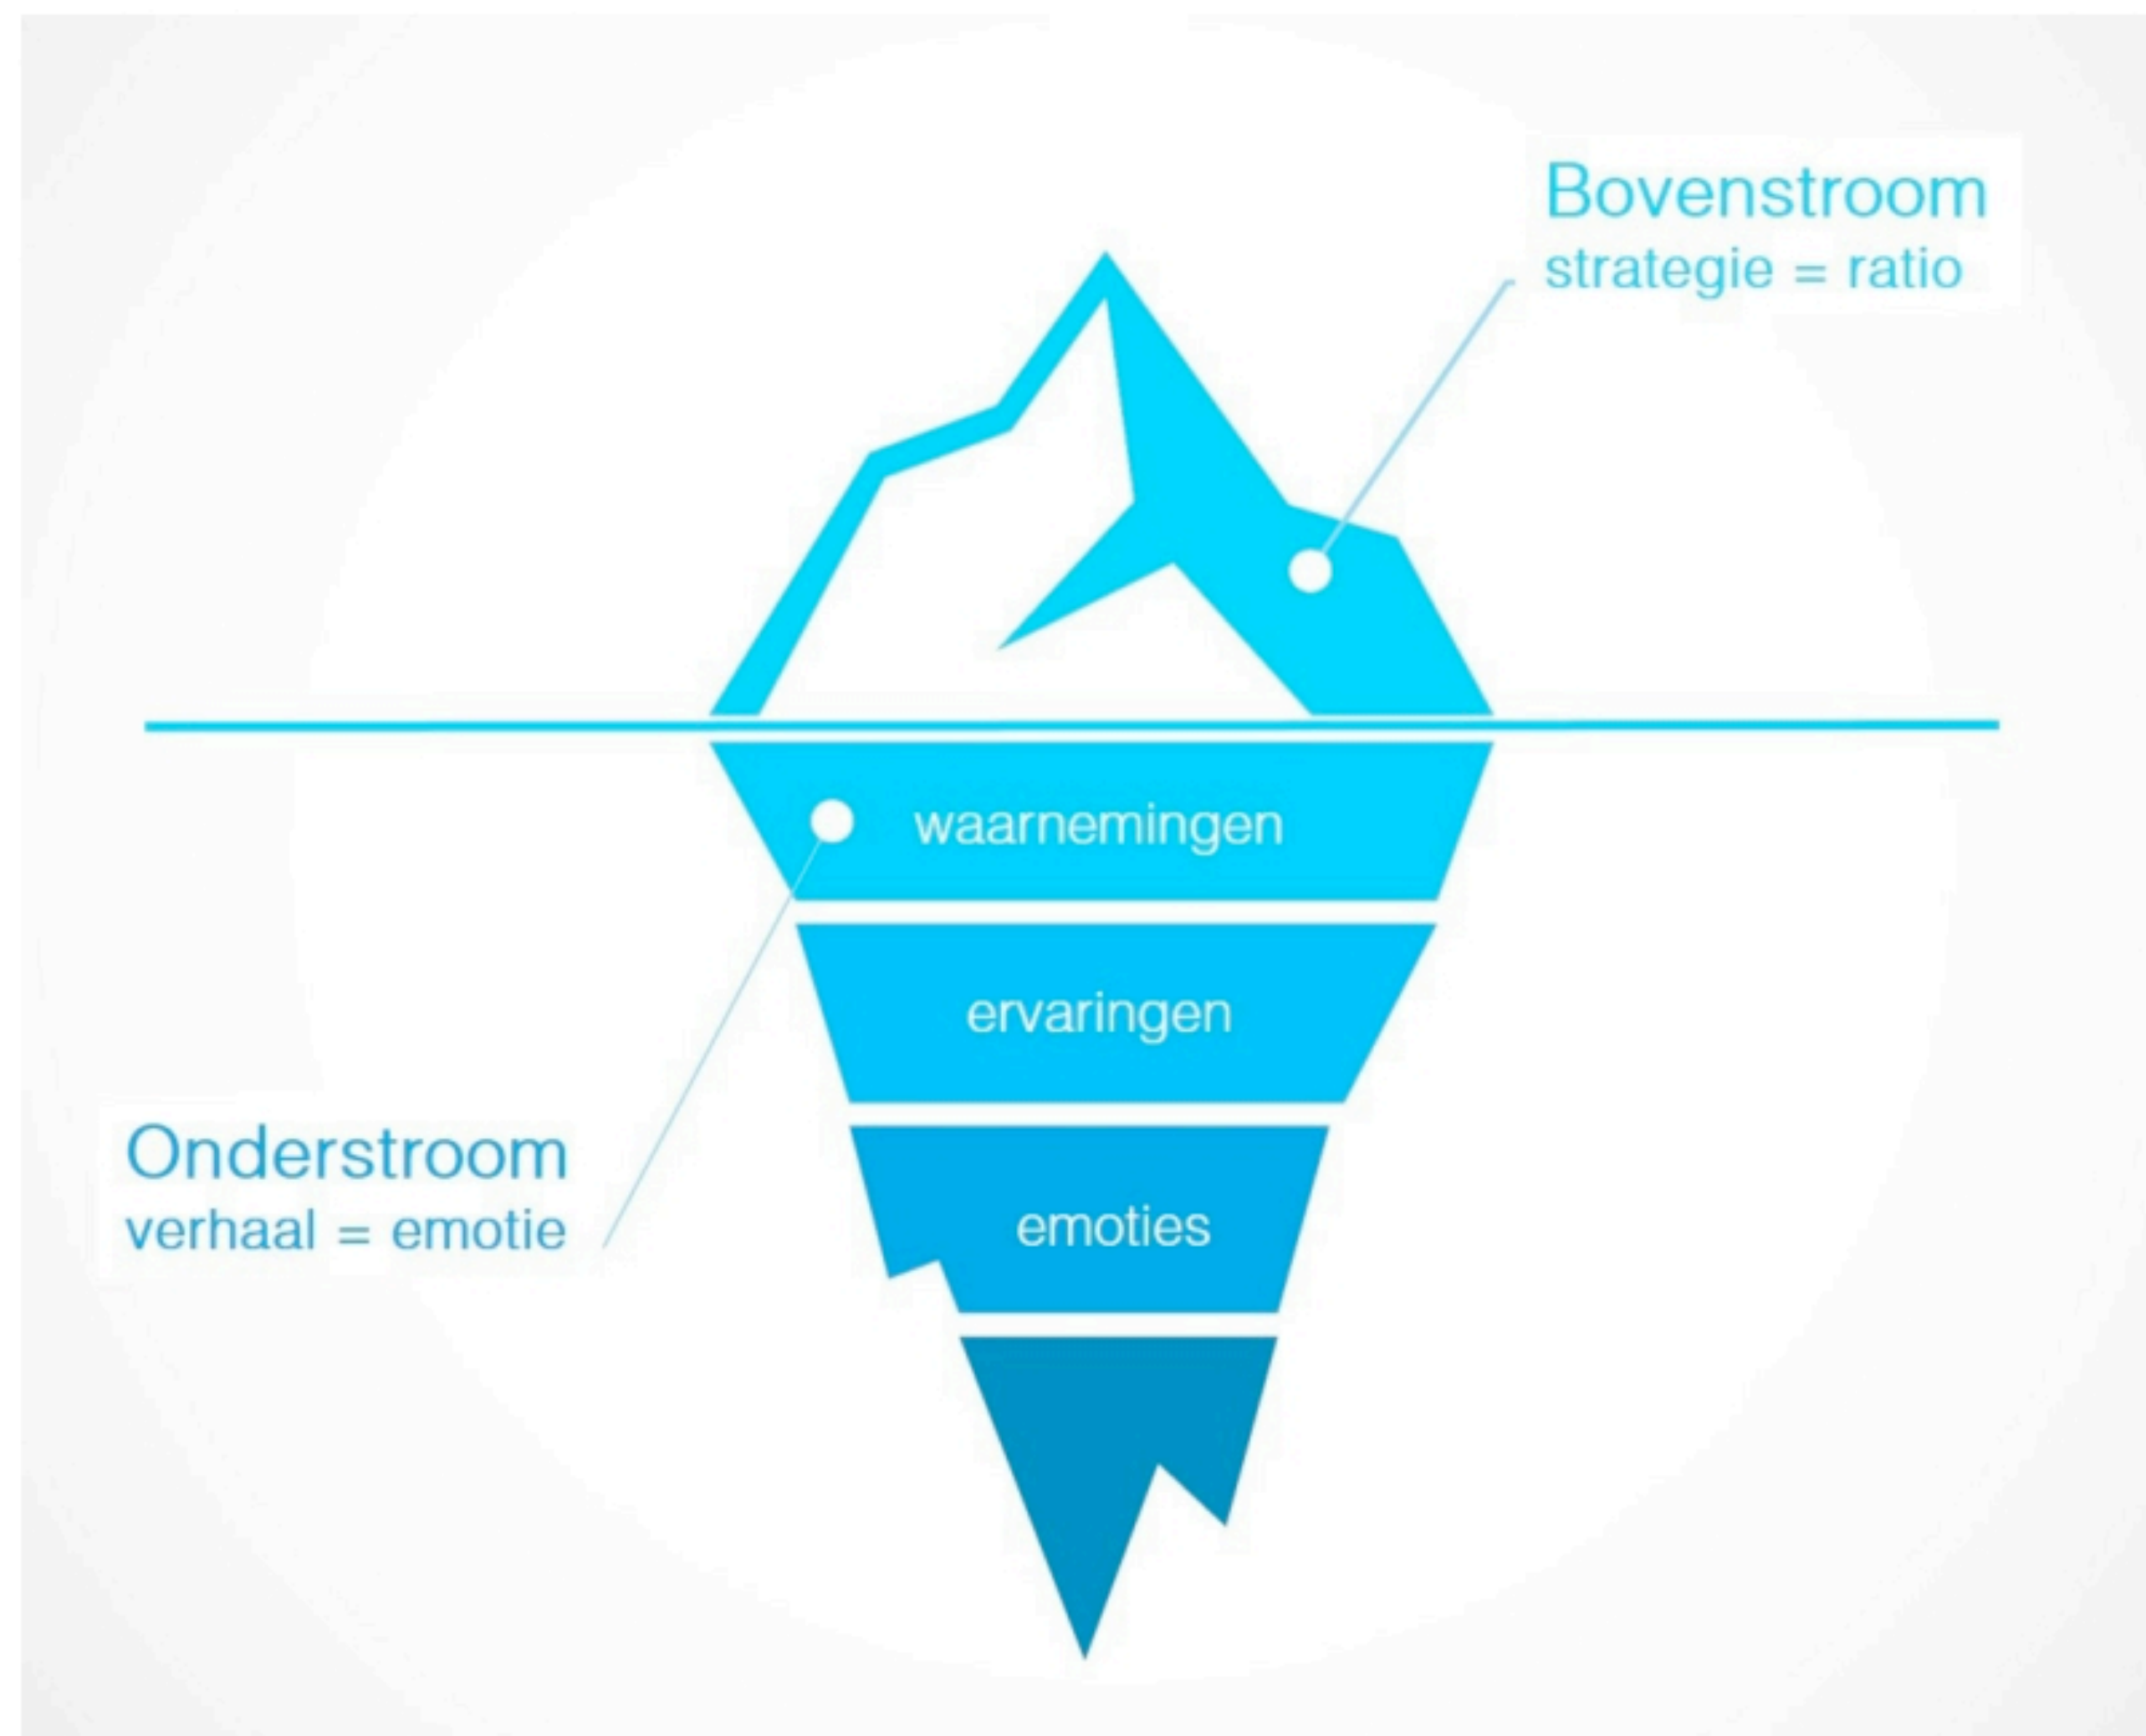 Bovenstroom
strategie = ratio
waarnemingen
ervaringen
Onderstroom
verhaal = emotie
emoties